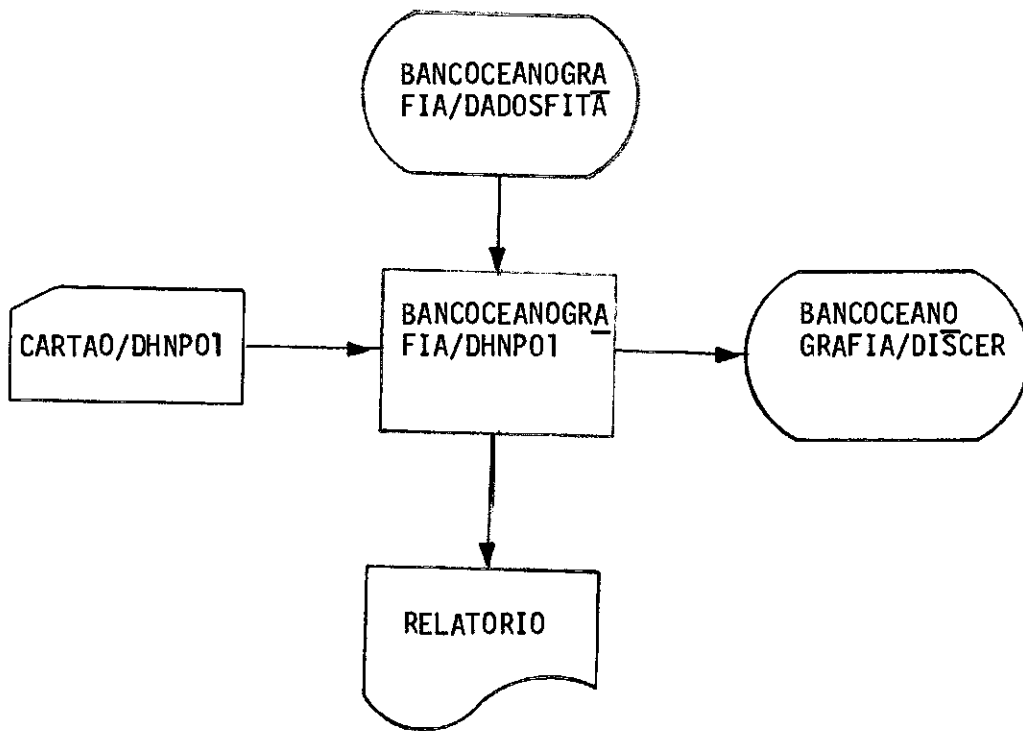 BANCOCEANOGRA
FIA/DADOSFITA
CARTAO/DHNP01
BANCOCEANOGRA
FIA/DHNP01
BANCOCEANO
GRAFIA/DISCER
RELATORIO